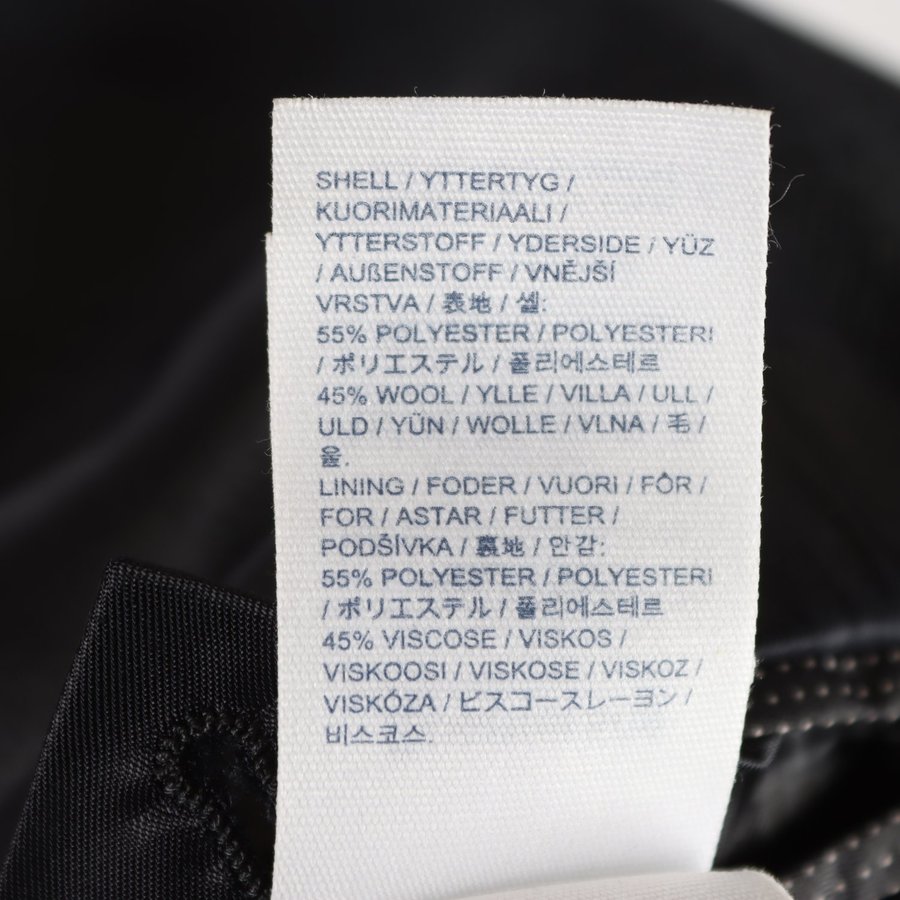 SHELL / YTTERTYG /
KUORIMATERIAALI /
YTTERSTOFF / YDERSIDE / YÜZ
/ AUßENSTOFF / VNĚJŠÍ
VRSTVA / 表地 / 셸:
55% POLYESTER / POLYESTERI
/ ポリエステル / 폴리에스테르
45% WOOL / YLLE / VILLA / ULL /
ULD / YÜN / WOLLE / VLNA / 毛 /
울.
LINING / FODER / VUORI / FÔR /
FOR / ASTAR / FUTTER /
PODŠÍVKA / 裏地 / 안감:
55% POLYESTER / POLYESTERI
/ ポリエステル / 폴리에스테르
45% VISCOSE / VISKOS /
VISKOOSI / VISKOSE / VISKOZ /
VISKÓZA / ビスコースレーヨン /
비스코스.